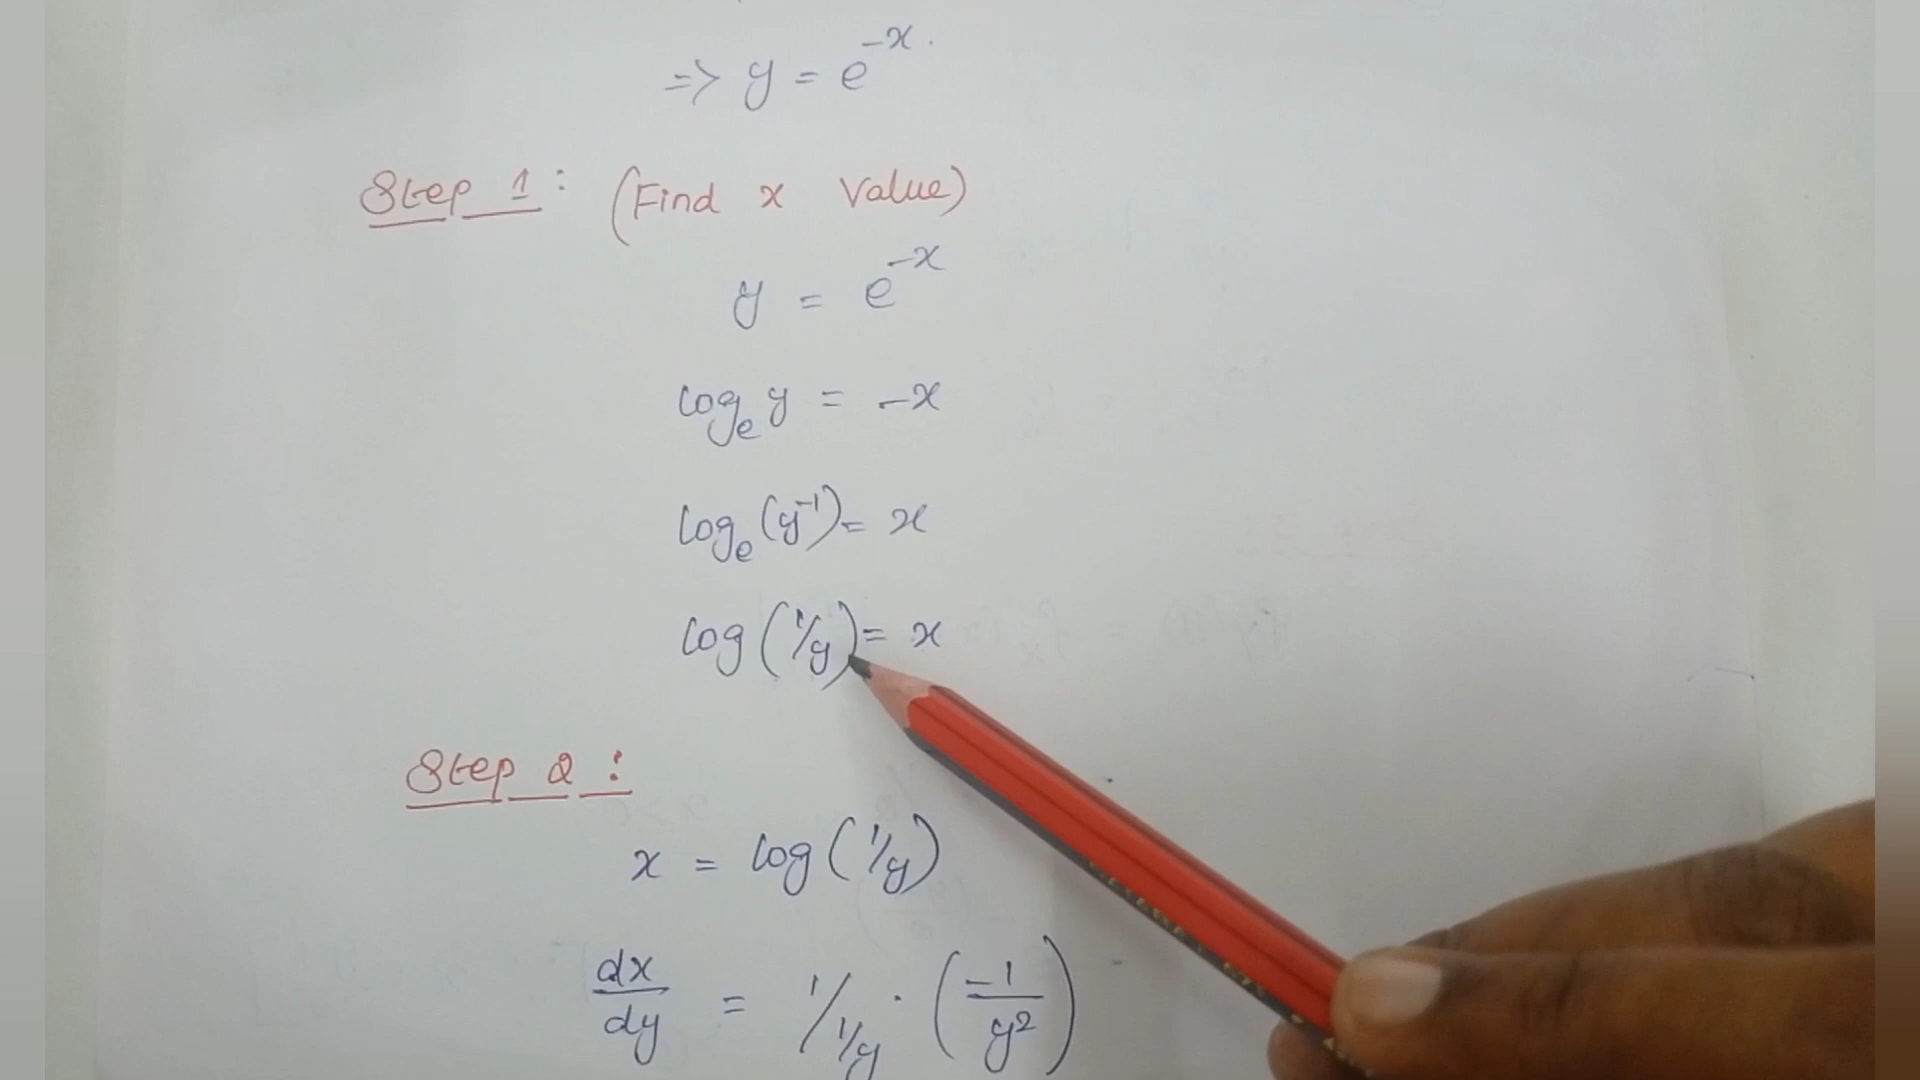 => y = e^{-x}.
Step 1: (Find x Value)
y = e^{-x}
log_e y = -x
log_e (y^{-1}) = x
log (1/y) = x
Step 2:
x = log (1/y)
dx/dy = 1/1/y · (-1/y²)